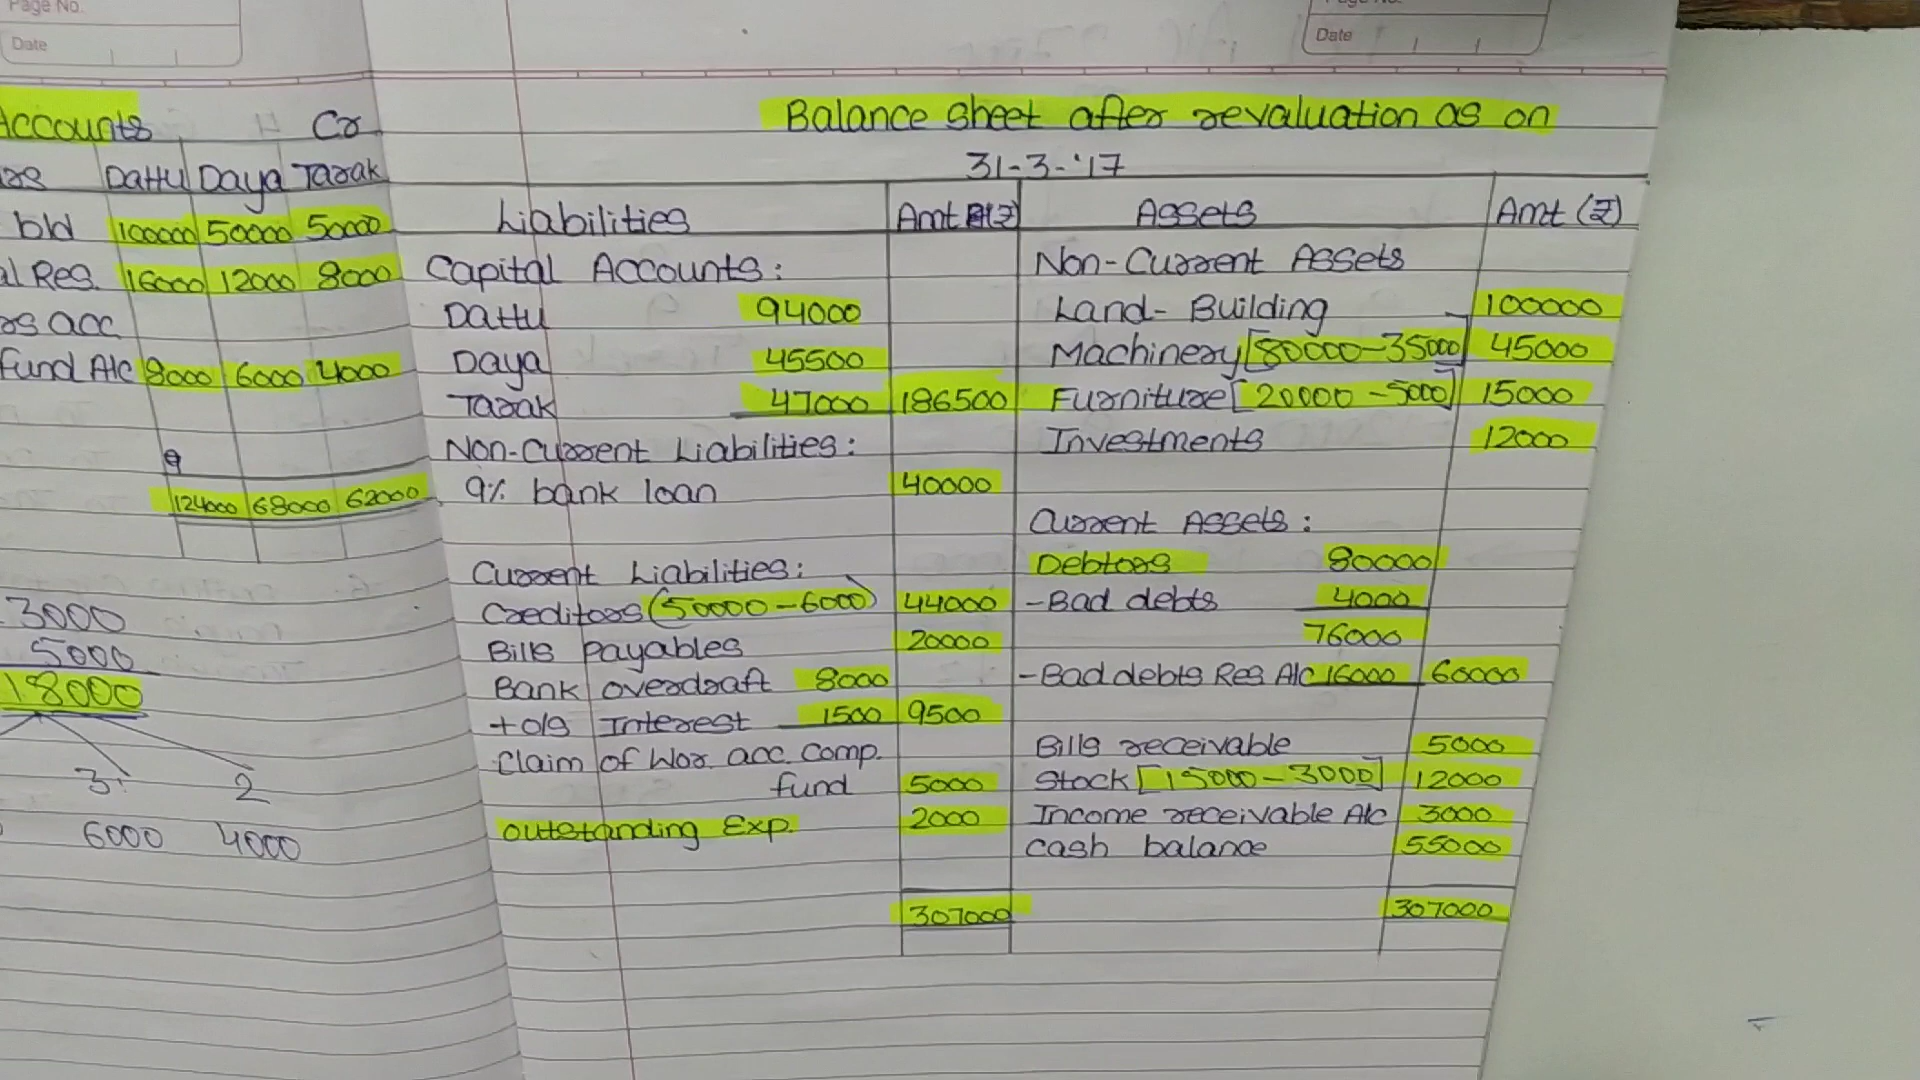 Page No.
Date
Date
Accounts Cr
Dattu Daya Tarak
bld 100000 50000 50000
al Res. 16000 12000 8000
acc
Fund A/c 8000 6000 4000
124000 68000 62000
3000
5000
18000
3 2
6000 4000
Balance sheet after revaluation as on
31-3-'17
Liabilities Amt (₹) Assets Amt (₹)
Capital Accounts: Non-Current Assets
Dattu 94000 Land-Building 100000
Daya 45500 Machinery [80000-35000] 45000
Tarak 47000 186500 Furniture [20000-5000] 15000
Non-Current Liabilities: Investments 12000
9% bank loan 40000
Current Assets:
Current Liabilities: Debtors 80000
Creditors (50000-6000) 44000 -Bad debts 4000
Bills payables 20000 76000
Bank overdraft 8000 -Bad debts Res A/c 16000 60000
+ o/s Interest 1500 9500
Claim of Wor. acc. comp. Bills receivable 5000
fund 5000 Stock [15000-3000] 12000
outstanding Exp. 2000 Income receivable A/c 3000
cash balance 55000
307000 307000